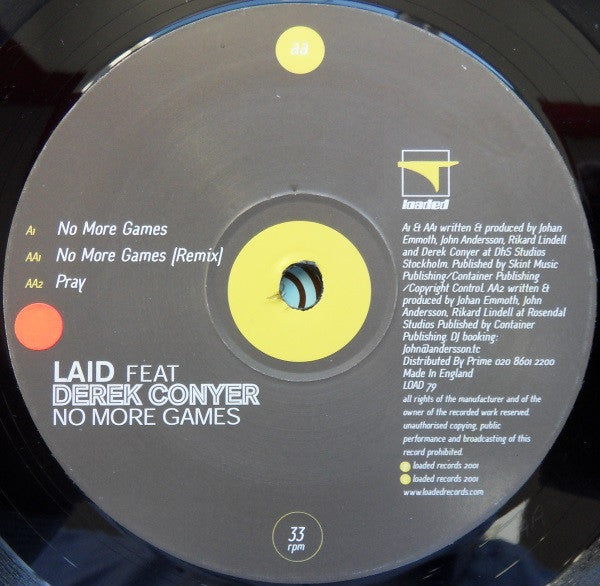 aa
A1 No More Games
AA1 No More Games [Remix]
AA2 Pray
LAID FEAT
DEREK CONYER
NO MORE GAMES
loaded
A1 & AA1 written & produced by Johan
Emmoth, John Andersson, Rikard Lindell
and Derek Conyer at DhS Studios
Stockholm. Published by Skint Music
Publishing/Container Publishing
/Copyright Control. AA2 written &
produced by Johan Emmoth, John
Andersson, Rikard Lindell at Rosendal
Studios Published by Container
Publishing. DJ booking:
John@andersson.tc
Distributed By Prime 020 8601 2200
Made In England
LOAD 79
all rights of the manufacturer and of the
owner of the recorded work reserved.
unauthorised copying, public
performance and broadcasting of this
record prohibited.
℗ loaded records 2001
© loaded records 2001
www.loadedrecords.com
33
rpm